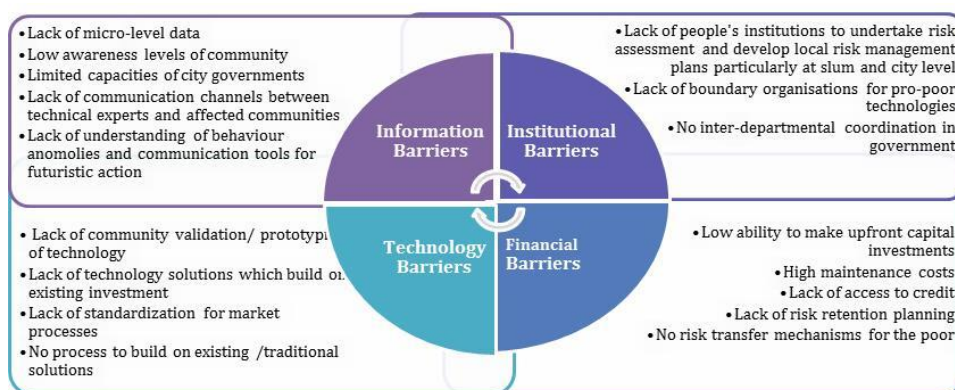 •Lack of micro-level data
•Low awareness levels of community
•Limited capacities of city governments
•Lack of communication channels between
technical experts and affected communities
•Lack of understanding of behaviour
anomolies and communication tools for
futuristic action
•Lack of people's institutions to undertake risk
assessment and develop local risk management
plans particularly at slum and city level
•Lack of boundary organisations for pro-poor
technologies
•No inter-departmental coordination in
government
Information
Barriers
Institutional
Barriers
Technology
Barriers
Financial
Barriers
• Lack of community validation/ prototypi
of technology
•Lack of technology solutions which build on
existing investment
•Lack of standardization for market
processes
•No process to build on existing /traditional
solutions
•Low ability to make upfront capital
investments
•High maintenance costs
•Lack of access to credit
•Lack of risk retention planning
•No risk transfer mechanisms for the poor